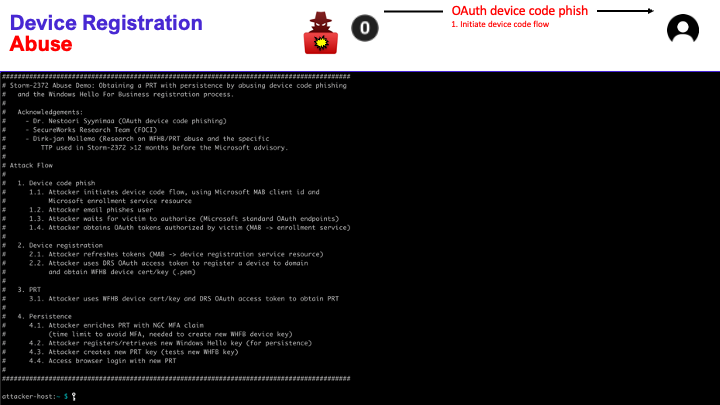 Device Registration
Abuse
0
OAuth device code phish
1. Initiate device code flow
##########################################################################################
# Storm-2372 Abuse Demo: Obtaining a PRT with persistence by abusing device code phishing
#   and the Windows Hello For Business registration process.
#
#   Acknowledgements:
#     - Dr. Nestoori Syynimaa (OAuth device code phishing)
#     - SecureWorks Research Team (FOCI)
#     - Dirk-jan Mollema (Research on WFHB/PRT abuse and the specific
#         TTP used in Storm-2372 >12 months before the Microsoft advisory.
#
# Attack Flow
#
#   1. Device code phish
#      1.1. Attacker initiates device code flow, using Microsoft MAB client id and
#           Microsoft enrollment service resource
#      1.2. Attacker email phishes user
#      1.3. Attacker waits for victim to authorize (Microsoft standard OAuth endpoints)
#      1.4. Attacker obtains OAuth tokens authorized by victim (MAB -> enrollment service)
#
#   2. Device registration
#      2.1. Attacker refreshes tokens (MAB -> device registration service resource)
#      2.2. Attacker uses DRS OAuth access token to register a device to domain
#           and obtain WFHB device cert/key (.pem)
#
#   3. PRT
#      3.1. Attacker uses WFHB device cert/key and DRS OAuth access token to obtain PRT
#
#   4. Persistence
#      4.1. Attacker enriches PRT with NGC MFA claim
#           (time limit to avoid MFA, needed to create new WHFB device key)
#      4.2. Attacker registers/retrieves new Windows Hello key (for persistence)
#      4.3. Attacker creates new PRT key (tests new WHFB key)
#      4.4. Access browser login with new PRT
#
##########################################################################################
attacker-host:~ $